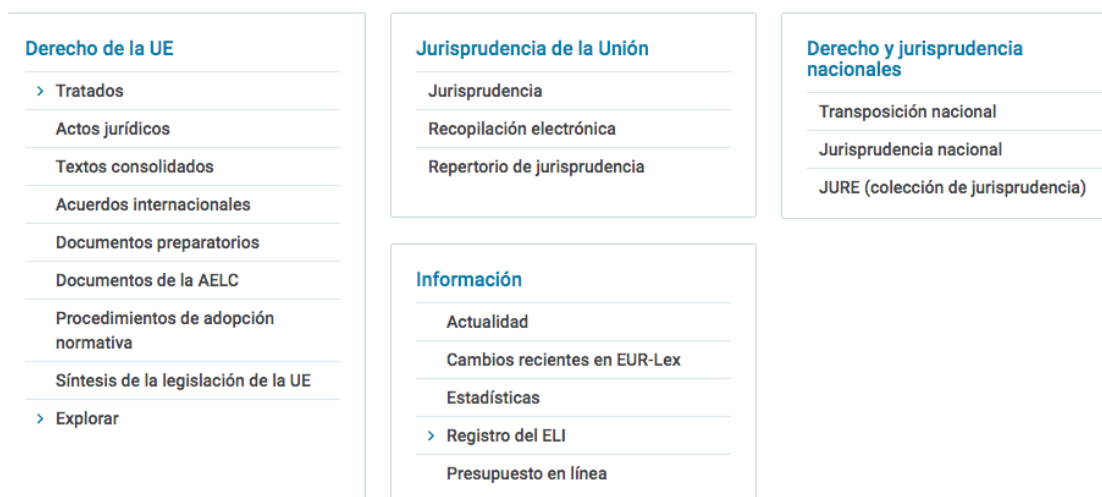 Derecho de la UE
Tratados
Actos jurídicos
Textos consolidados
Acuerdos internacionales
Documentos preparatorios
Documentos de la AELC
Procedimientos de adopción
normativa
Síntesis de la legislación de la UE
Explorar
Jurisprudencia de la Unión
Jurisprudencia
Recopilación electrónica
Repertorio de jurisprudencia
Información
Actualidad
Cambios recientes en EUR-Lex
Estadísticas
Registro del ELI
Presupuesto en línea
Derecho y jurisprudencia
nacionales
Transposición nacional
Jurisprudencia nacional
JURE (colección de jurisprudencia)